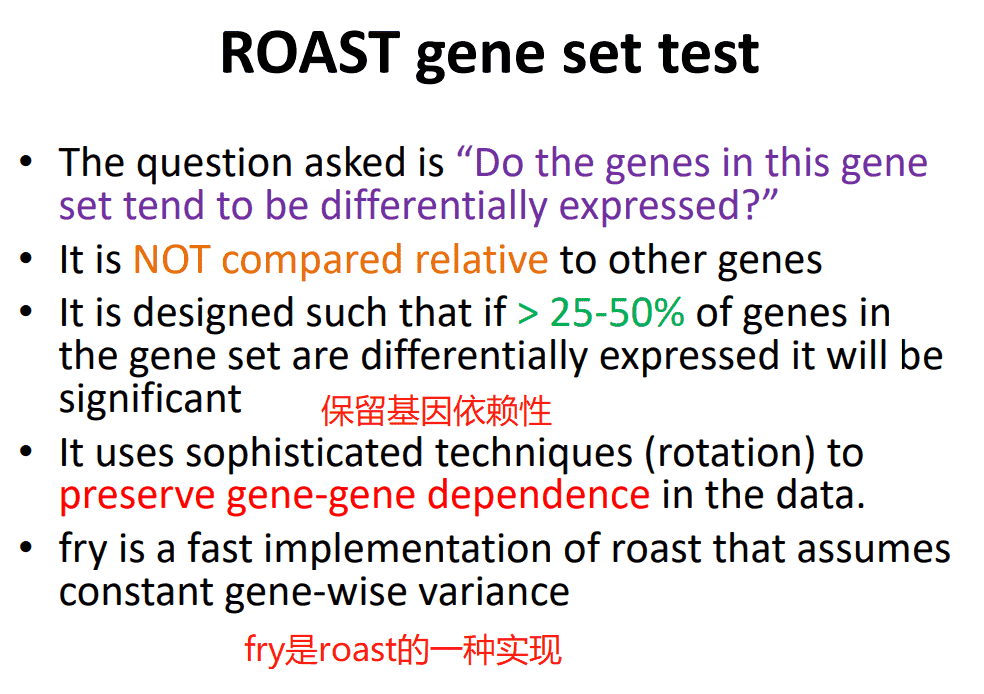 ROAST gene set test
• The question asked is “Do the genes in this gene
set tend to be differentially expressed?”
• It is NOT compared relative to other genes
• It is designed such that if > 25-50% of genes in
the gene set are differentially expressed it will be
significant
保留基因依赖性
• It uses sophisticated techniques (rotation) to
preserve gene-gene dependence in the data.
• fry is a fast implementation of roast that assumes
constant gene-wise variance
fry是roast的一种实现